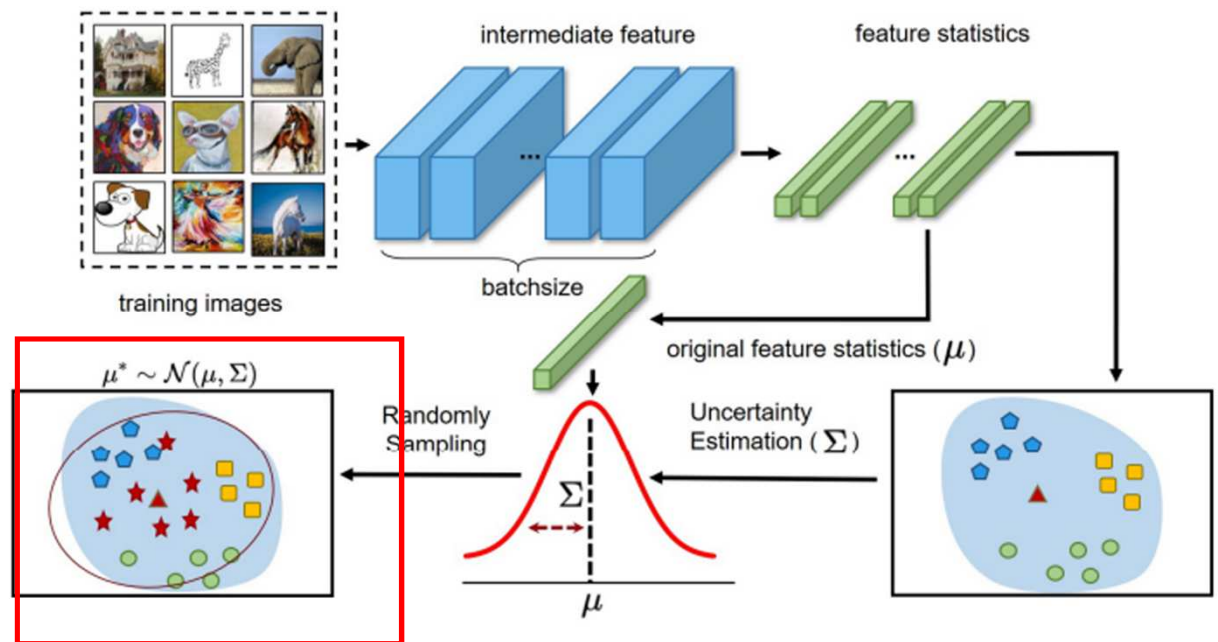 intermediate feature
feature statistics
...
...
batchsize
training images
original feature statistics (μ)
μ* ~ N(μ, Σ)
Randomly
Sampling
Uncertainty
Estimation (Σ)
Σ
μ